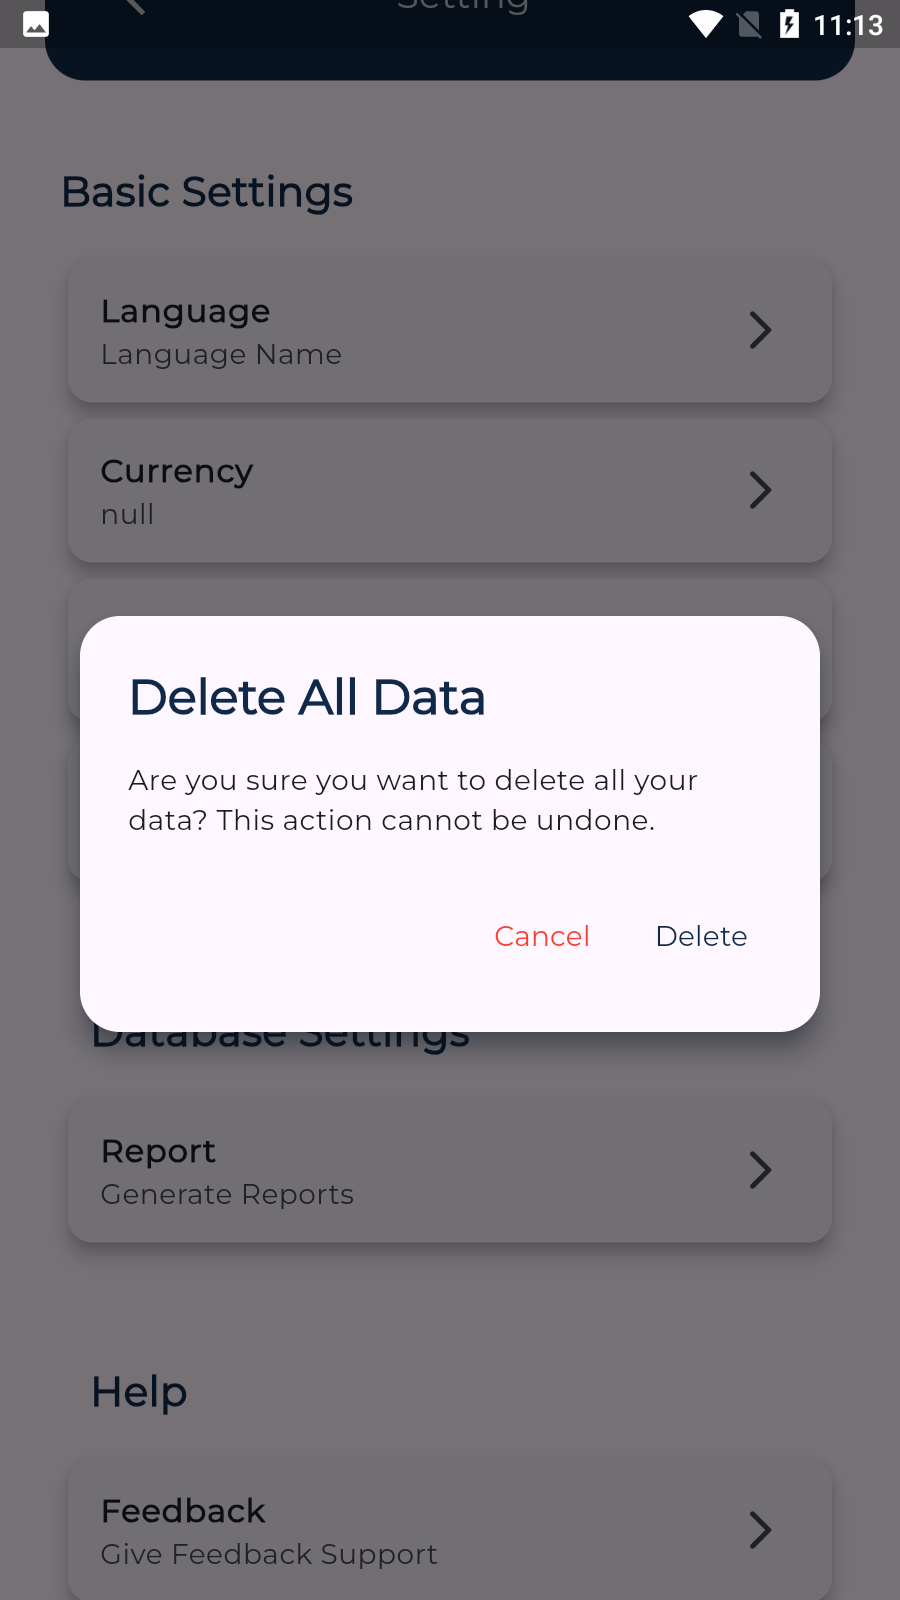 Setting
11:13
Basic Settings
Language
Language Name
Currency
null
Delete All Data
Are you sure you want to delete all your
data? This action cannot be undone.
Cancel Delete
Database Settings
Report
Generate Reports
Help
Feedback
Give Feedback Support